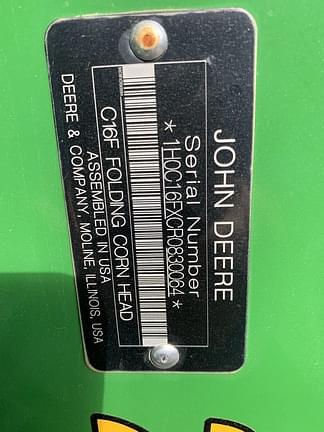 JOHN DEERE
Serial Number
* 1H0C16FXCR0830064 *
C16F FOLDING CORN HEAD
ASSEMBLED IN USA
DEERE & COMPANY, MOLINE, ILLINOIS, USA